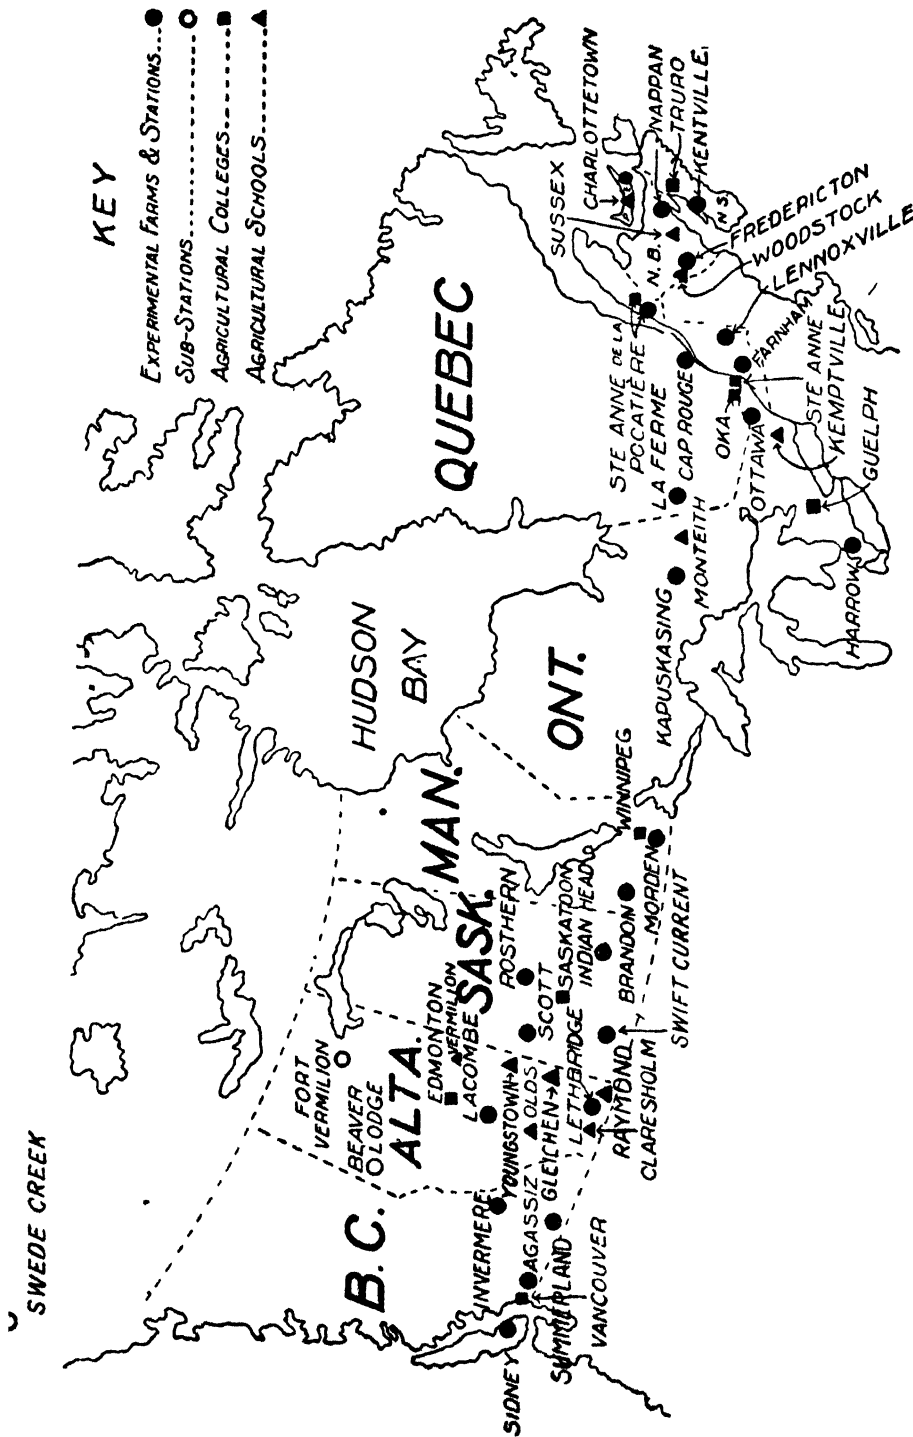 KEY
EXPERIMENTAL FARMS & STATIONS...
SUB-STATIONS...................
AGRICULTURAL COLLEGES..........
AGRICULTURAL SCHOOLS...........
SWEDE CREEK
HUDSON
BAY
QUEBEC
ONT.
MAN.
SASK.
ALTA.
B.C.
FORT
VERMILION
BEAVER
LODGE
EDMONTON
VERMILION
LACOMBE
YOUNGSTOWN
OLDS
GLEICHEN
LETHBRIDGE
RAYMOND
CLARESHOLM
INVERMERE
AGASSIZ
SUMMERLAND
VANCOUVER
SIDNEY
ROSTHERN
SCOTT
SASKATOON
INDIAN HEAD
SWIFT CURRENT
BRANDON
MORDEN
WINNIPEG
KAPUSKASING
MONTEITH
HARROW
GUELPH
KEMPTVILLE
OTTAWA
OKA
STE ANNE
FARNHAM
LA FERME
CAP ROUGE
STE ANNE DE LA
POCATIÈRE
LENNOXVILLE
WOODSTOCK
FREDERICTON
N.B.
SUSSEX
CHARLOTTETOWN
NAPPAN
TRURO
KENTVILLE
N.S.